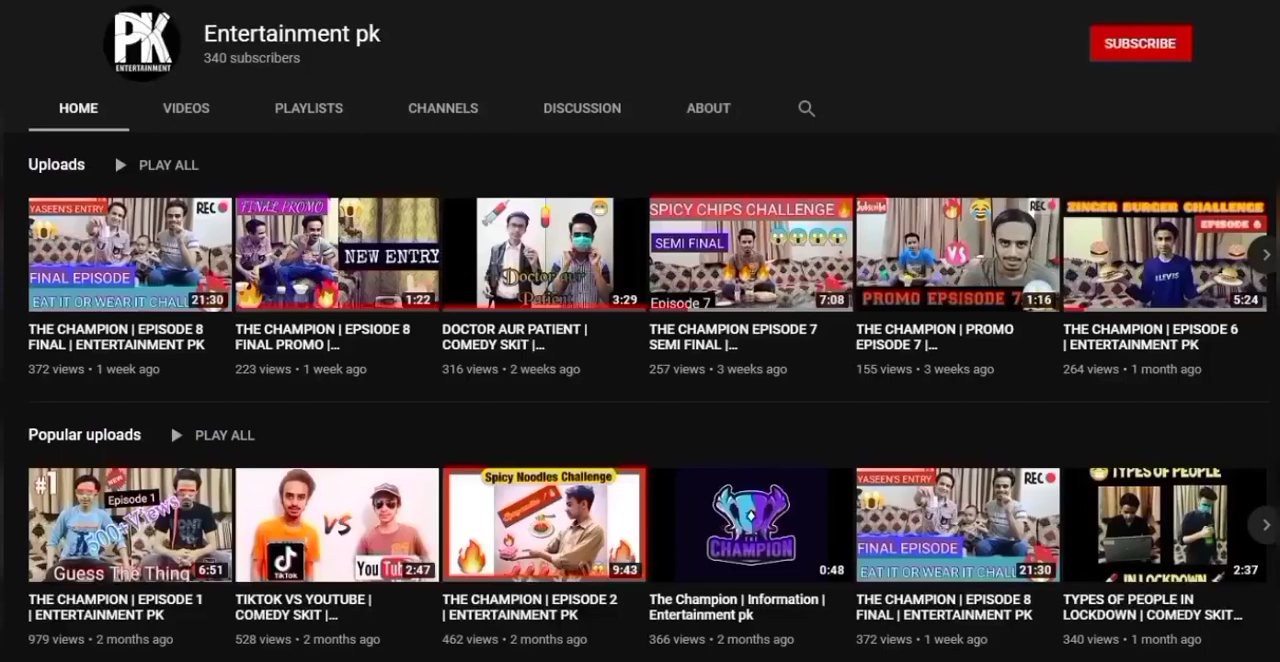 PK
ENTERTAINMENT
Entertainment pk
340 subscribers
SUBSCRIBE
HOME
VIDEOS
PLAYLISTS
CHANNELS
DISCUSSION
ABOUT
Uploads
PLAY ALL
YASEEN'S ENTRY
REC
FINAL EPISODE
EAT IT OR WEAR IT CHALL
21:30
THE CHAMPION | EPISODE 8
FINAL | ENTERTAINMENT PK
372 views • 1 week ago
FINAL PROMO
NEW ENTRY
1:22
THE CHAMPION | EPSIODE 8
FINAL PROMO |...
223 views • 1 week ago
Doctor aur
Patient
3:29
DOCTOR AUR PATIENT |
COMEDY SKIT |...
316 views • 2 weeks ago
SPICY CHIPS CHALLENGE
SEMI FINAL
Episode 7
7:08
THE CHAMPION EPISODE 7
SEMI FINAL |...
257 views • 3 weeks ago
Subscribe
REC
VS
PROMO EPSISODE 7
1:16
THE CHAMPION | PROMO
EPISODE 7 |...
155 views • 3 weeks ago
ZINGER BURGER CHALLENGE
EPISODE 6
LEVI'S
5:24
THE CHAMPION | EPISODE 6
| ENTERTAINMENT PK
264 views • 1 month ago
Popular uploads
PLAY ALL
#1
NEW
Episode 1
500+Views
Guess The Thing
6:51
THE CHAMPION | EPISODE 1
| ENTERTAINMENT PK
979 views • 2 months ago
VS
TikTok
You Tub
2:47
TIKTOK VS YOUTUBE |
COMEDY SKIT |...
528 views • 2 months ago
Spicy Noodles Challenge
9:43
THE CHAMPION | EPISODE 2
| ENTERTAINMENT PK
462 views • 2 months ago
THE
CHAMPION
0:48
The Champion | Information |
Entertainment pk
366 views • 2 months ago
YASEEN'S ENTRY
REC
FINAL EPISODE
EAT IT OR WEAR IT CHALL
21:30
THE CHAMPION | EPISODE 8
FINAL | ENTERTAINMENT PK
372 views • 1 week ago
TYPES OF PEOPLE
IN LOCKDOWN
2:37
TYPES OF PEOPLE IN
LOCKDOWN | COMEDY SKIT...
340 views • 1 month ago